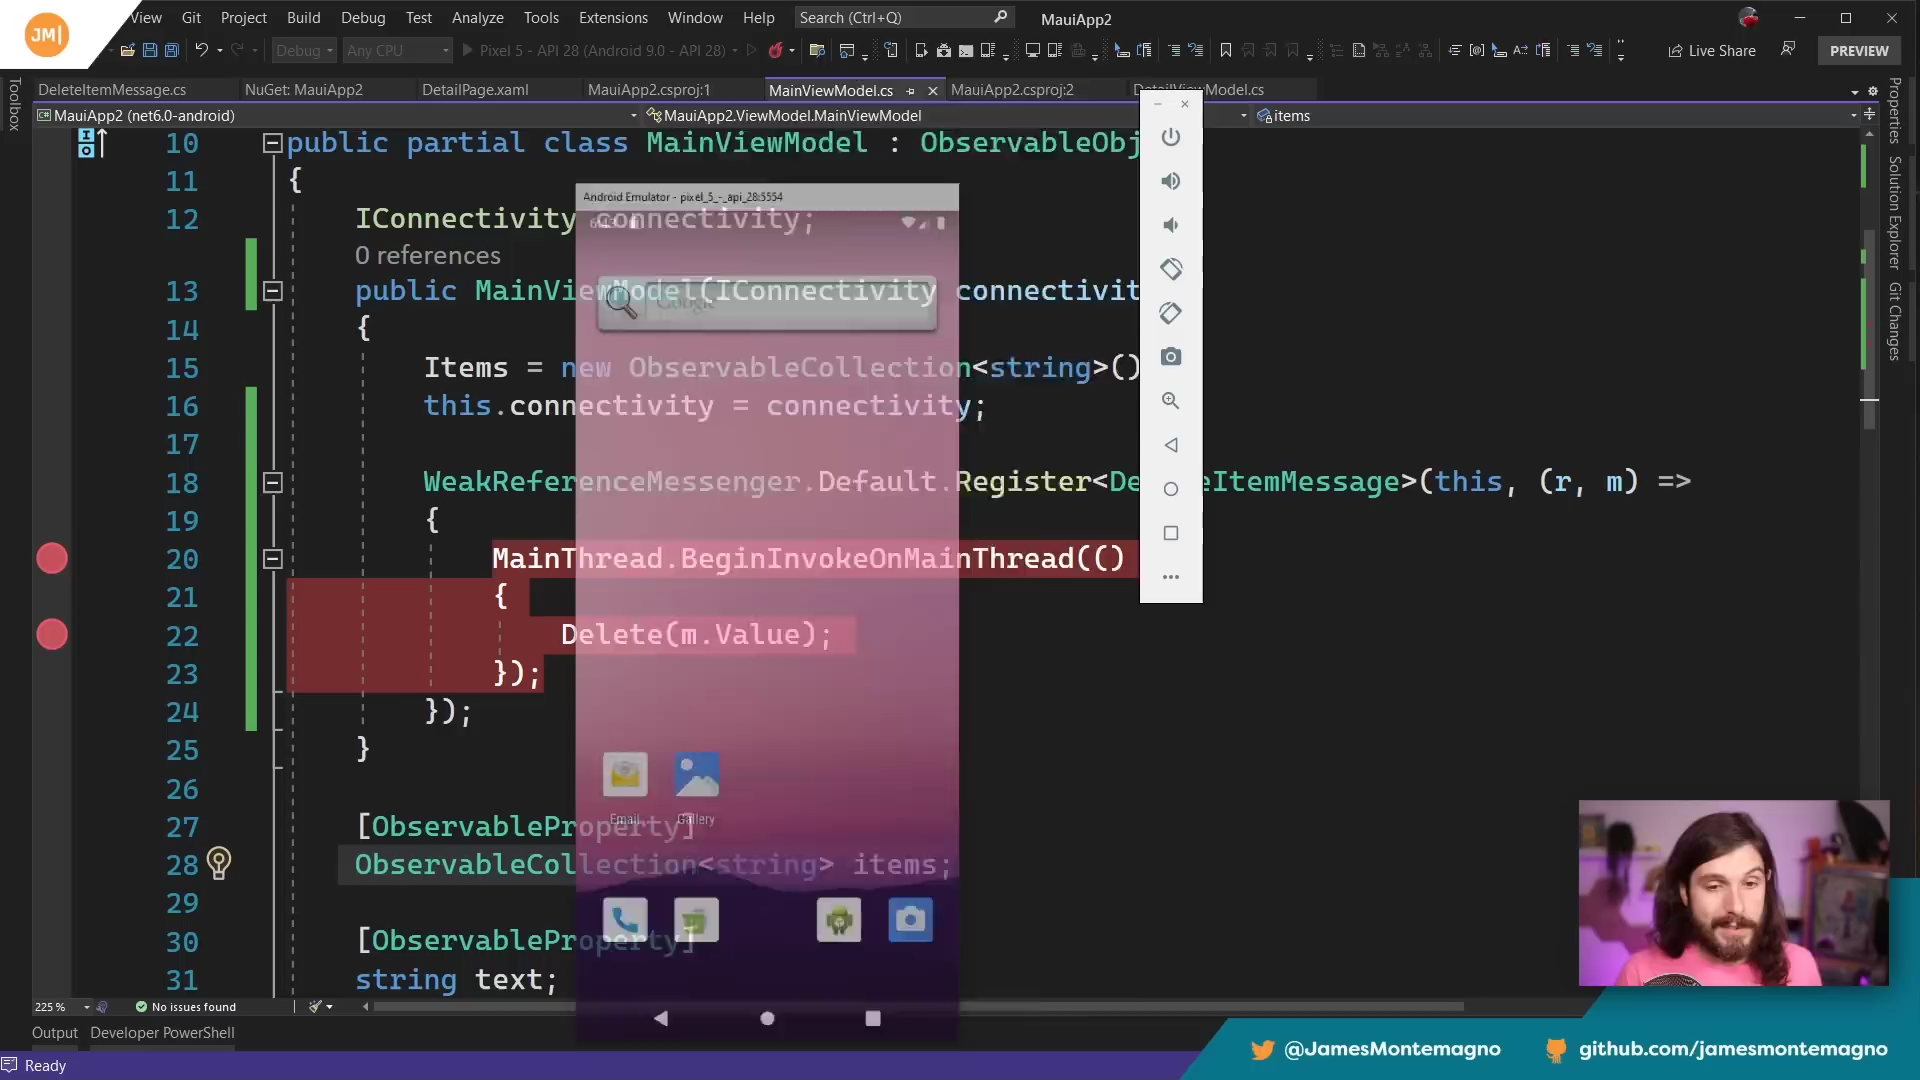 JM|
View Git Project Build Debug Test Analyze Tools Extensions Window Help Search (Ctrl+Q) MauiApp2
Debug Any CPU Pixel 5 - API 28 (Android 9.0 - API 28) Live Share PREVIEW
DeleteItemMessage.cs NuGet: MauiApp2 DetailPage.xaml MauiApp2.csproj:1 MainViewModel.cs MauiApp2.csproj:2 DetailViewModel.cs
MauiApp2 (net6.0-android) MauiApp2.ViewModel.MainViewModel items
Toolbox
Properties
Solution Explorer
Git Changes
10 public partial class MainViewModel : ObservableObj
11 {
Android Emulator - pixel_5_-_api_28:5554
12 IConnectivity connectivity;
0 references
13 public MainViewModel(IConnectivity connectivit
Google
14 {
15 Items = new ObservableCollection<string>()
16 this.connectivity = connectivity;
17
18 WeakReferenceMessenger.Default.Register<DeleteItemMessage>(this, (r, m) =>
19 {
20 MainThread.BeginInvokeOnMainThread(()
21 {
22 Delete(m.Value);
23 });
24 });
25 }
26
27 [ObservableProperty]
Email Gallery
28 ObservableCollection<string> items;
29
30 [ObservableProperty]
31 string text;
225 % No issues found
Output Developer PowerShell
Ready
@JamesMontemagno github.com/jamesmontemagno